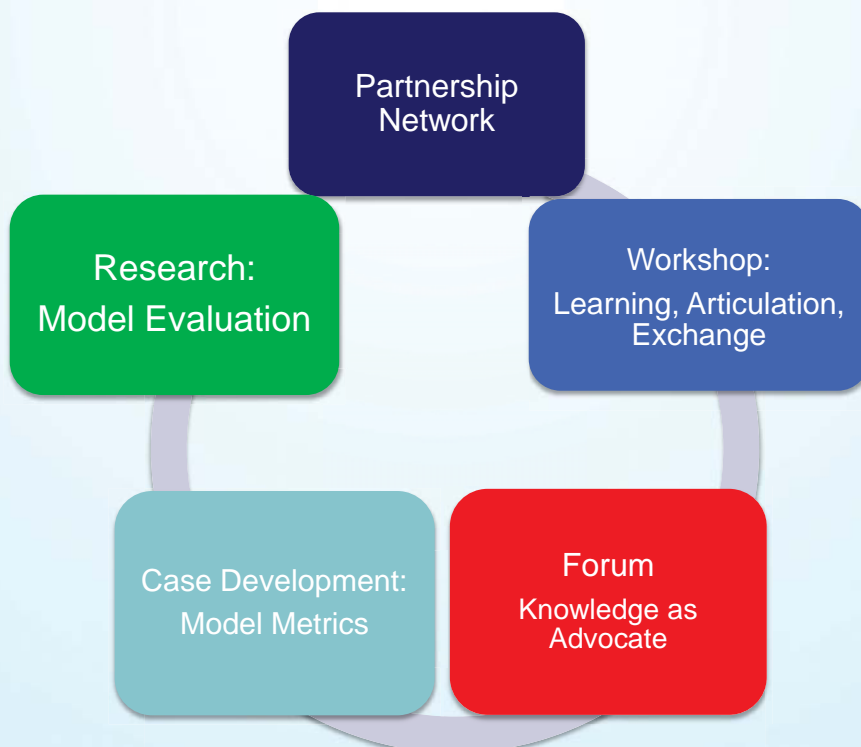 Partnership
Network
Workshop:
Learning, Articulation,
Exchange
Forum
Knowledge as
Advocate
Case Development:
Model Metrics
Research:
Model Evaluation